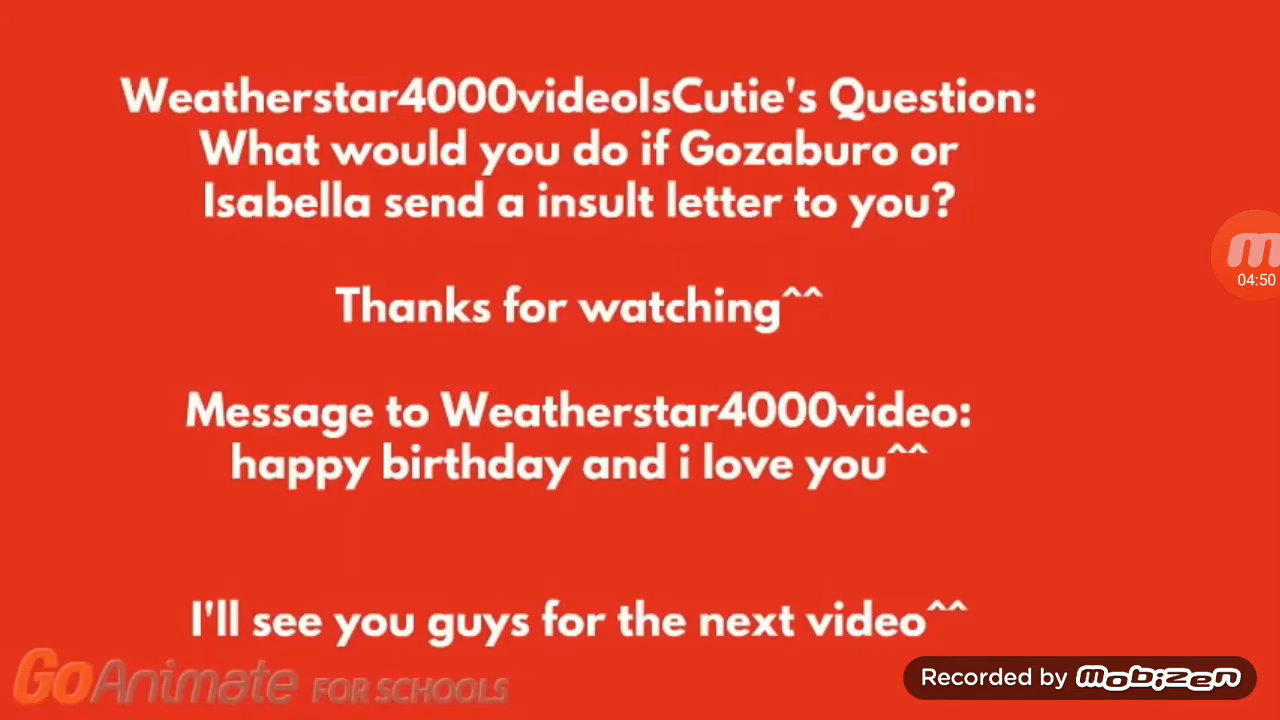 Weatherstar4000videoIsCutie's Question:
What would you do if Gozaburo or
Isabella send a insult letter to you?
Thanks for watching^^
Message to Weatherstar4000video:
happy birthday and i love you^^
I'll see you guys for the next video^^
GoAnimate FOR SCHOOLS
Recorded by mobizen
04:50